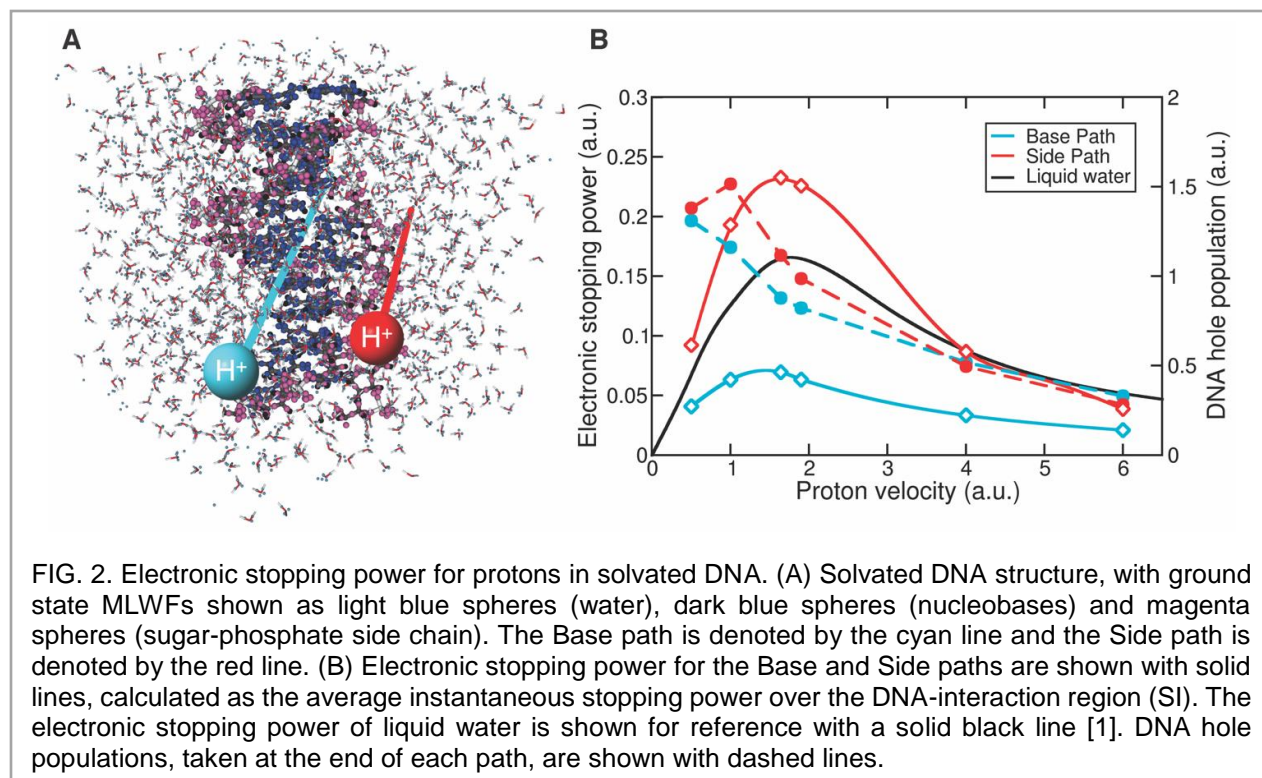 A
B
H+
H+
Electronic stopping power (a.u.)
0.3
0.25
0.2
0.15
0.1
0.05
0
0 1 2 3 4 5 6
Proton velocity (a.u.)
2
1.5
1
0.5
0
DNA hole population (a.u.)
Base Path
Side Path
Liquid water
FIG. 2. Electronic stopping power for protons in solvated DNA. (A) Solvated DNA structure, with ground
state MLWFs shown as light blue spheres (water), dark blue spheres (nucleobases) and magenta
spheres (sugar-phosphate side chain). The Base path is denoted by the cyan line and the Side path is
denoted by the red line. (B) Electronic stopping power for the Base and Side paths are shown with solid
lines, calculated as the average instantaneous stopping power over the DNA-interaction region (SI). The
electronic stopping power of liquid water is shown for reference with a solid black line [1]. DNA hole
populations, taken at the end of each path, are shown with dashed lines.